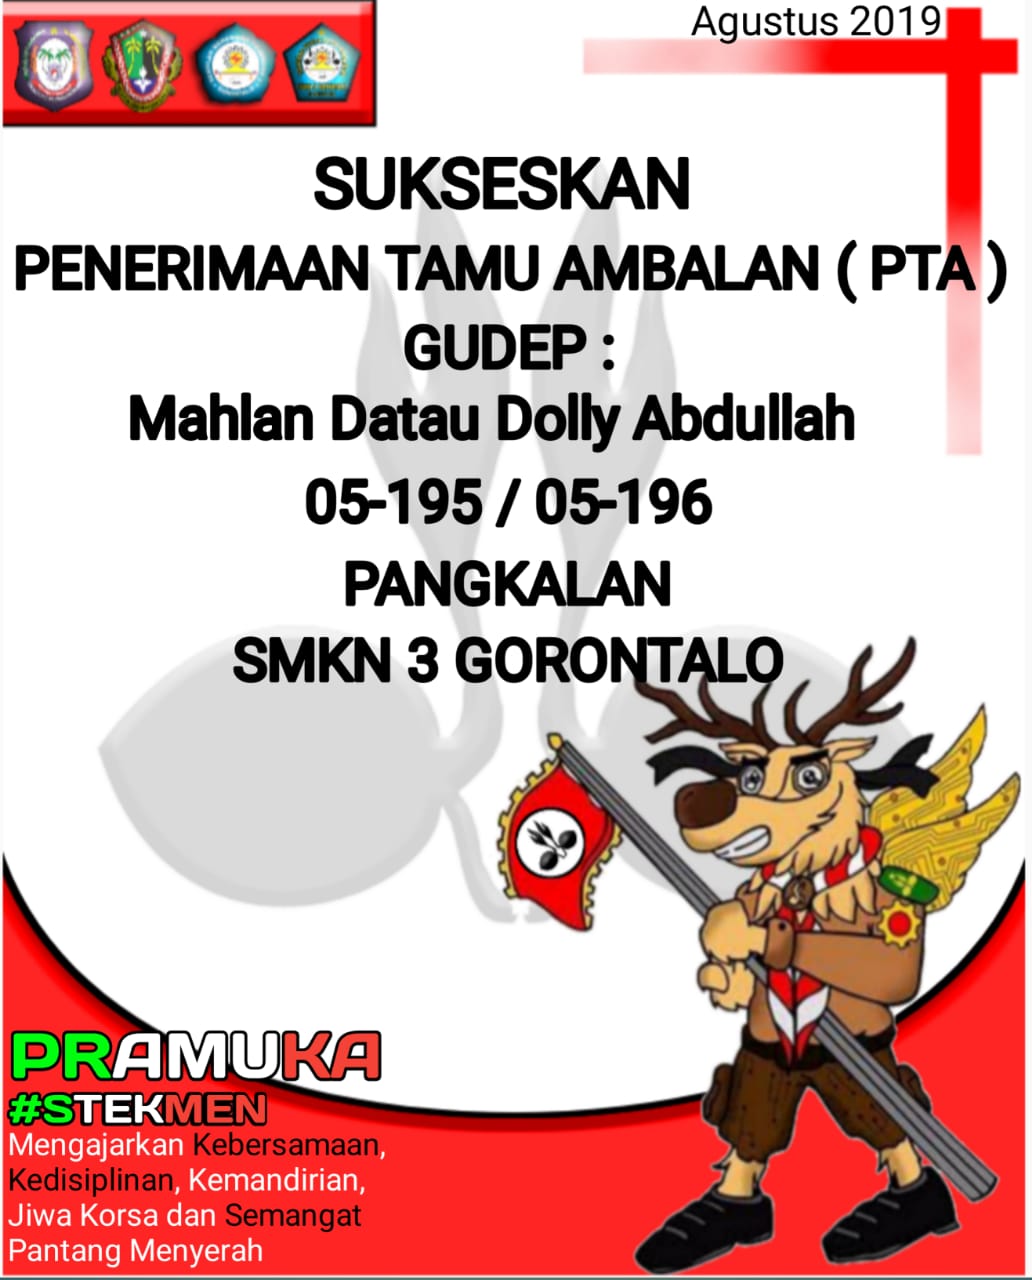 Agustus 2019
SUKSESKAN
PENERIMAAN TAMU AMBALAN ( PTA )
GUDEP :
Mahlan Datau Dolly Abdullah
05-195 / 05-196
PANGKALAN
SMKN 3 GORONTALO
PRAMUKA
#STEKMEN
Mengajarkan Kebersamaan,
Kedisiplinan, Kemandirian,
Jiwa Korsa dan Semangat
Pantang Menyerah